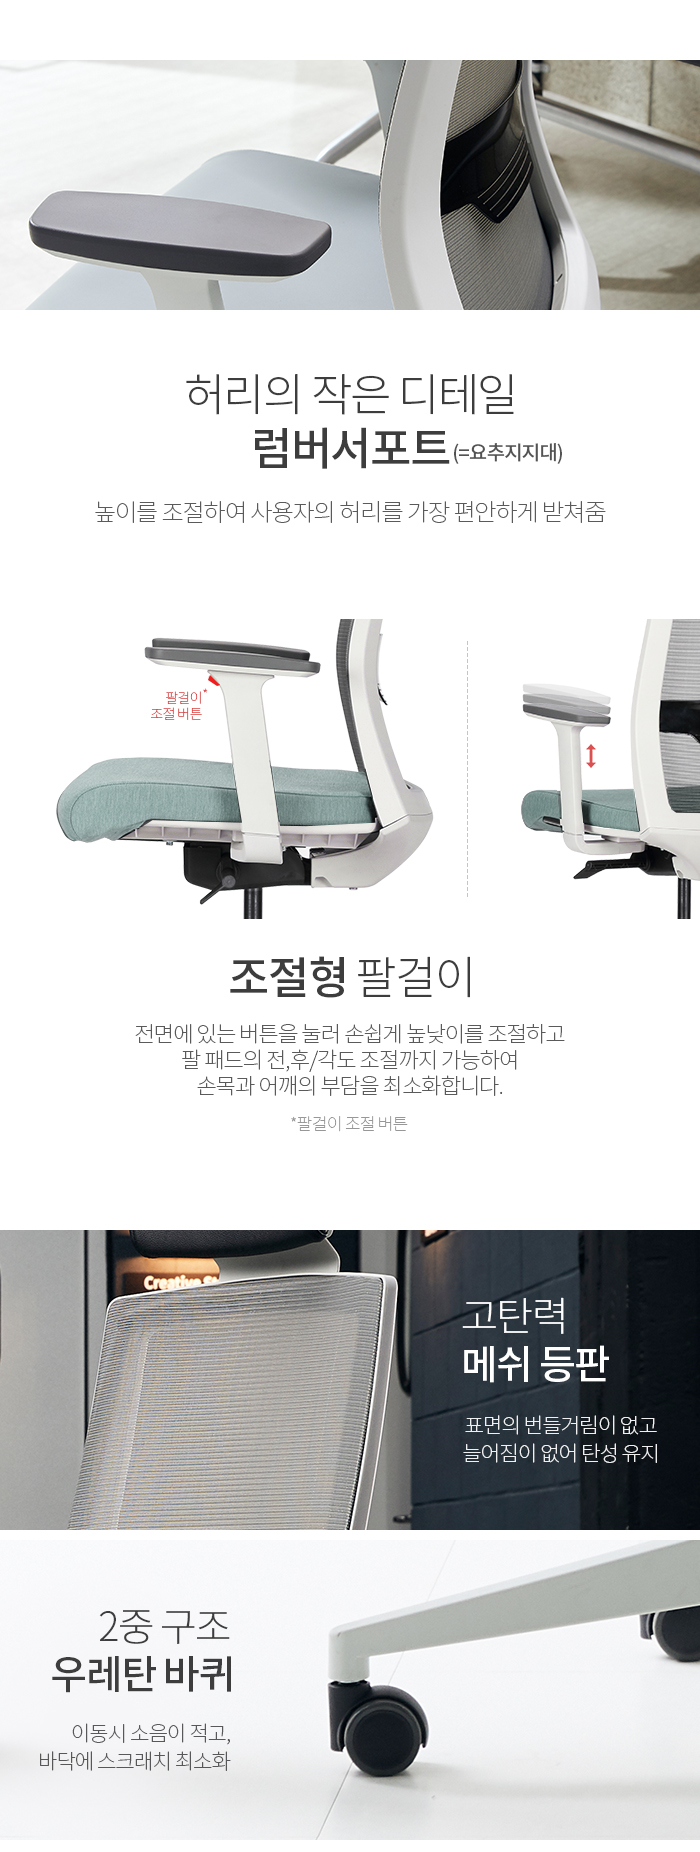 허리의 작은 디테일
럼버서포트(=요추지지대)
높이를 조절하여 사용자의 허리를 가장 편안하게 받쳐줌
팔걸이*
조절 버튼
조절형 팔걸이
전면에 있는 버튼을 눌러 손쉽게 높낮이를 조절하고
팔 패드의 전,후/각도 조절까지 가능하여
손목과 어깨의 부담을 최소화합니다.
*팔걸이 조절 버튼
Creative
고탄력
메쉬 등판
표면의 번들거림이 없고
늘어짐이 없어 탄성 유지
2중 구조
우레탄 바퀴
이동시 소음이 적고,
바닥에 스크래치 최소화